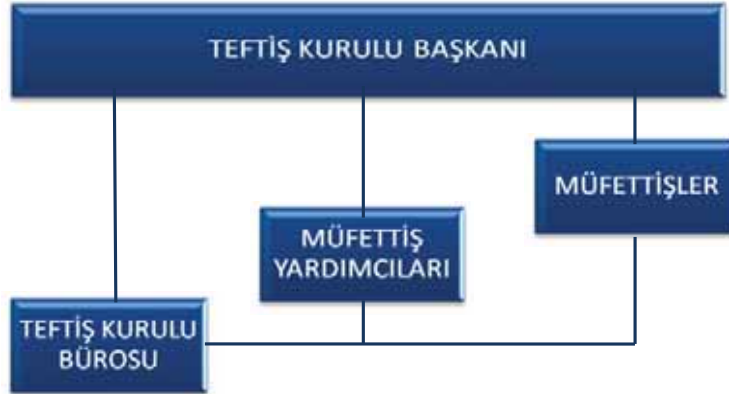 TEFTİŞ KURULU BAŞKANI
MÜFETTİŞLER
MÜFETTİŞ
YARDIMCILARI
TEFTİŞ KURULU
BÜROSU